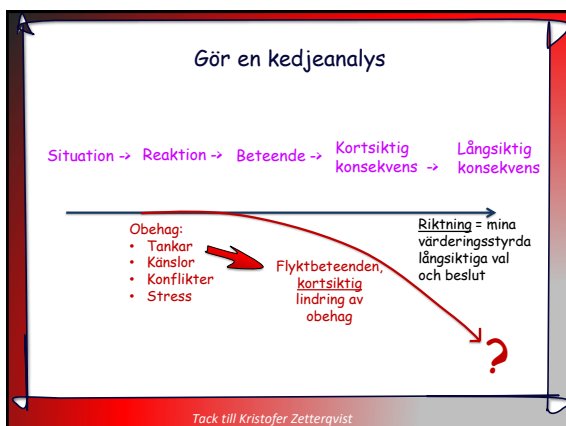 Gör en kedjeanalys
Situation -> Reaktion -> Beteende -> Kortsiktig konsekvens -> Långsiktig konsekvens
Obehag:
• Tankar
• Känslor
• Konflikter
• Stress
Flyktbeteenden,
kortsiktig
lindring av
obehag
Riktning = mina
värderingsstyrda
långsiktiga val
och beslut
?
Tack till Kristofer Zetterqvist